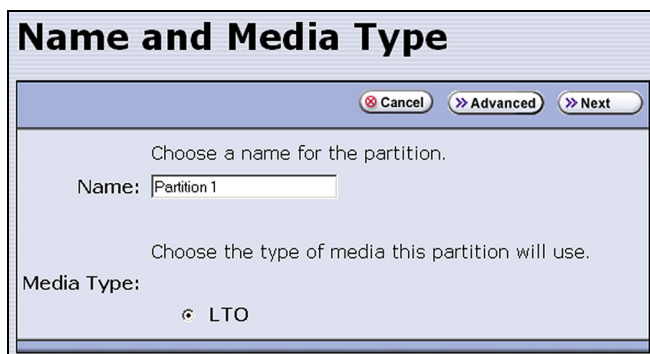 Name and Media Type
Cancel Advanced Next
Choose a name for the partition.
Name: Partition 1
Choose the type of media this partition will use.
Media Type:
LTO